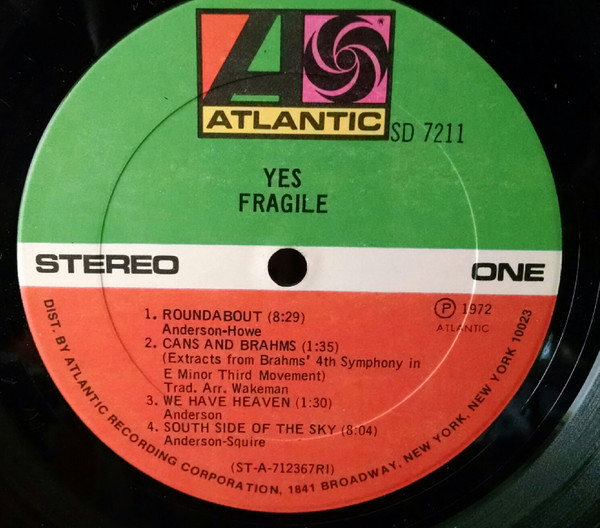 ATLANTIC
SD 7211
YES
FRAGILE
STEREO
ONE
1. ROUNDABOUT (8:29)
Anderson-Howe
2. CANS AND BRAHMS (1:35)
(Extracts from Brahms' 4th Symphony in
E Minor Third Movement)
Trad. Arr. Wakeman
3. WE HAVE HEAVEN (1:30)
Anderson
4. SOUTH SIDE OF THE SKY (8:04)
Anderson-Squire
(ST-A-712367RI)
Ⓟ 1972
ATLANTIC
DIST. BY ATLANTIC RECORDING CORPORATION, 1841 BROADWAY, NEW YORK, NEW YORK 10023